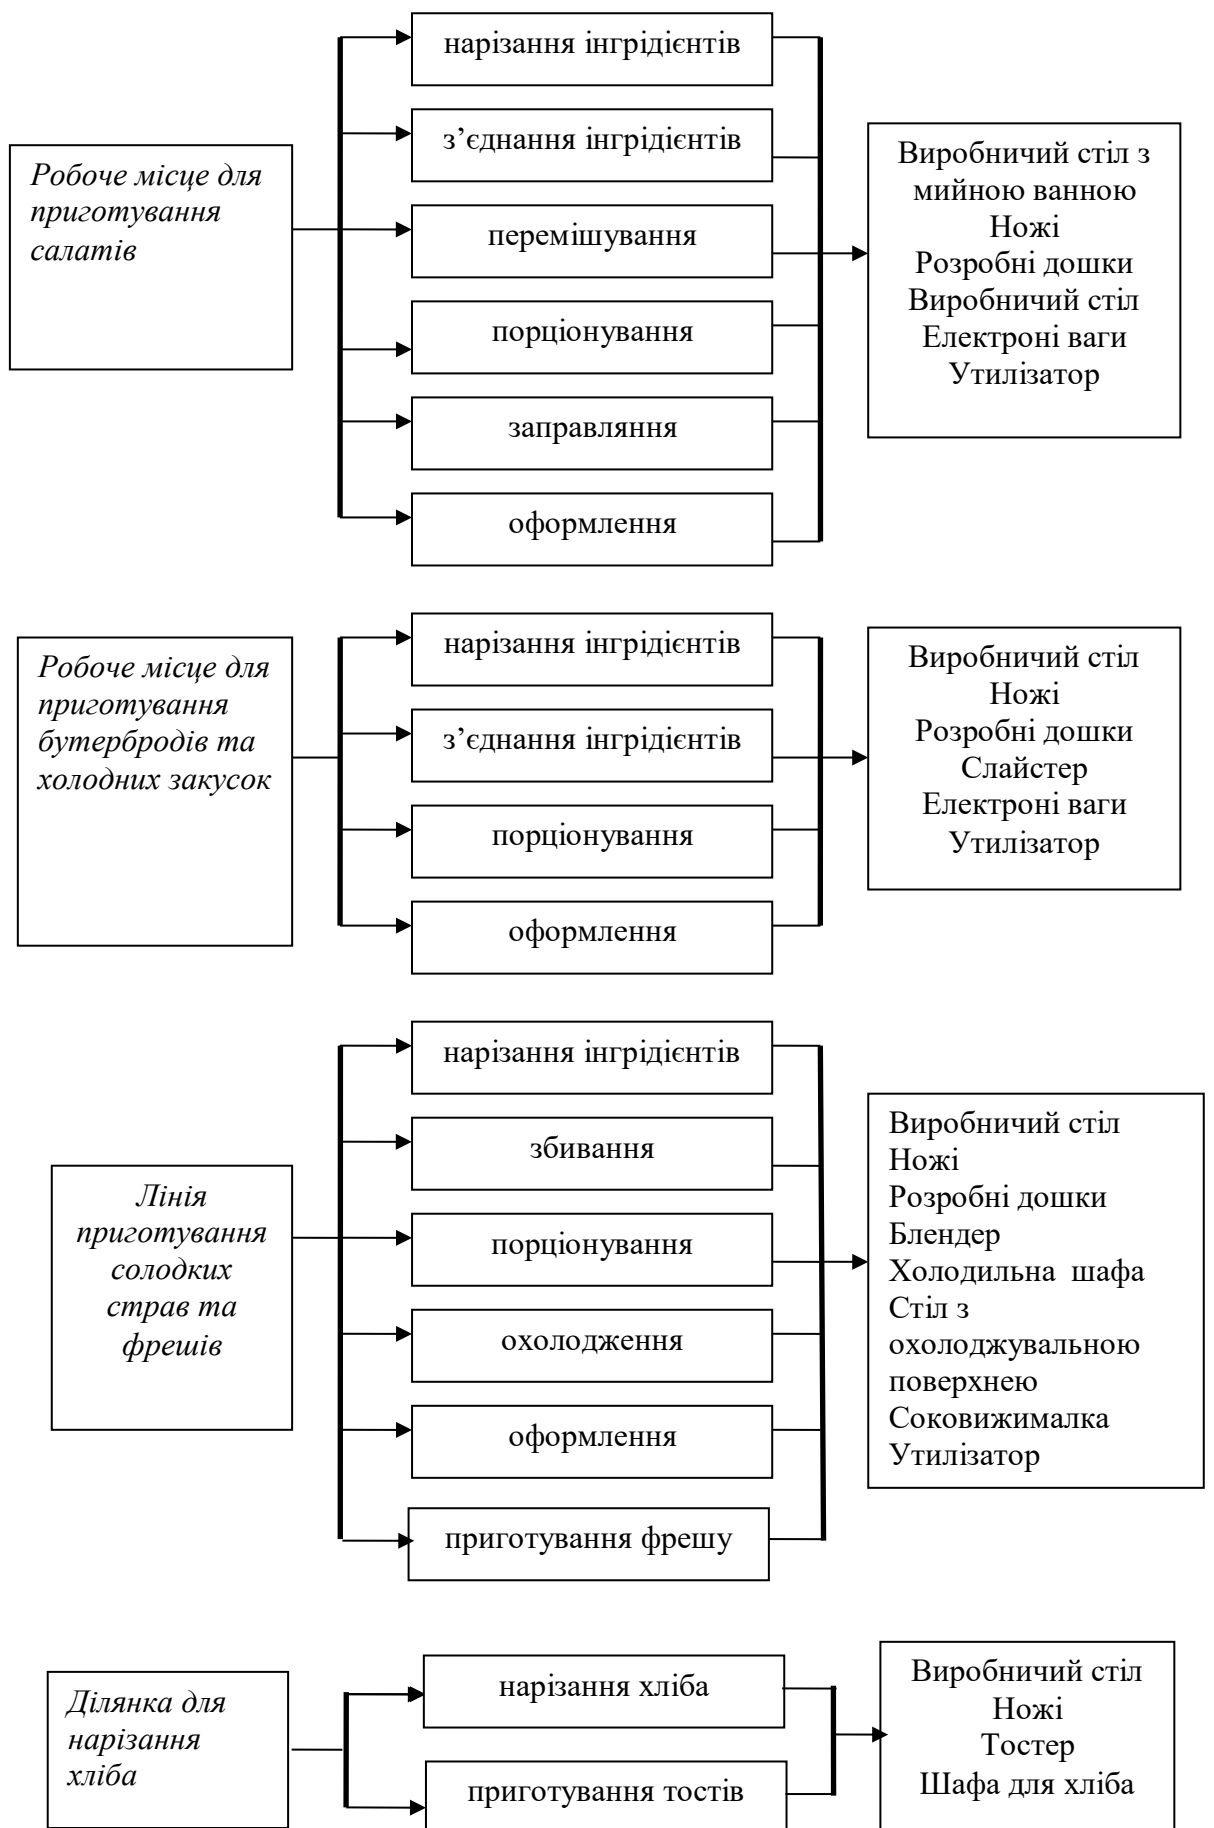 Робоче місце для
приготування
салатів
нарізання інгрідієнтів
з’єднання інгрідієнтів
перемішування
порціонування
заправляння
оформлення
Виробничий стіл з
мийною ванною
Ножі
Розробні дошки
Виробничий стіл
Електроні ваги
Утилізатор
Робоче місце для
приготування
бутербродів та
холодних закусок
нарізання інгрідієнтів
з’єднання інгрідієнтів
порціонування
оформлення
Виробничий стіл
Ножі
Розробні дошки
Слайстер
Електроні ваги
Утилізатор
Лінія
приготування
солодких
страв та
фрешів
нарізання інгрідієнтів
збивання
порціонування
охолодження
оформлення
приготування фрешу
Виробничий стіл
Ножі
Розробні дошки
Блендер
Холодильна шафа
Стіл з
охолоджувальною
поверхнею
Соковижималка
Утилізатор
Ділянка для
нарізання
хліба
нарізання хліба
приготування тостів
Виробничий стіл
Ножі
Тостер
Шафа для хліба